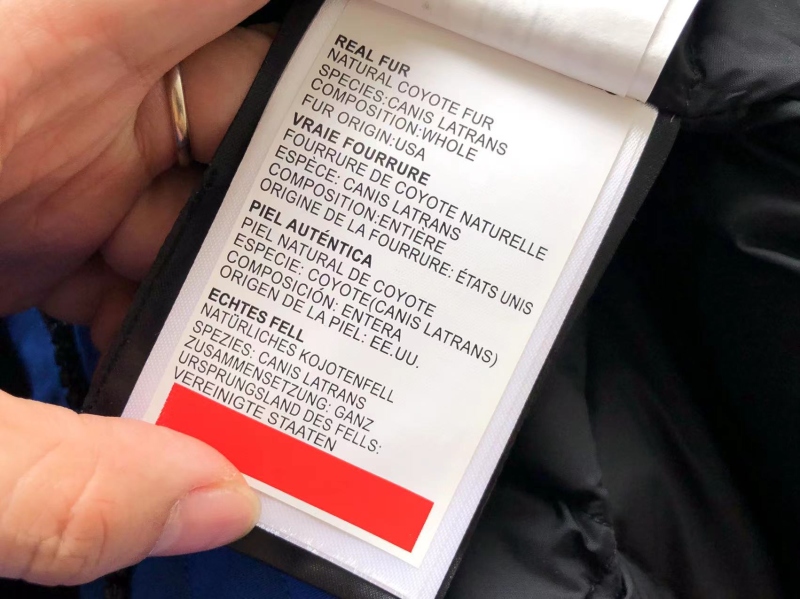 REAL FUR
NATURAL COYOTE FUR
SPECIES:CANIS LATRANS
COMPOSITION:WHOLE
FUR ORIGIN:USA
VRAIE FOURRURE
FOURRURE DE COYOTE NATURELLE
ESPÈCE: CANIS LATRANS
COMPOSITION:ENTIÈRE
ORIGINE DE LA FOURRURE: ÉTATS UNIS
PIEL AUTÉNTICA
PIEL NATURAL DE COYOTE
ESPECIE: COYOTE(CANIS LATRANS)
COMPOSICIÓN: ENTERA
ORIGEN DE LA PIEL: EE.UU.
ECHTES FELL
NATÜRLICHES KOJOTENFELL
SPEZIES: CANIS LATRANS
ZUSAMMENSETZUNG: GANZ
URSPRUNGSLAND DES FELLS:
VEREINIGTE STAATEN